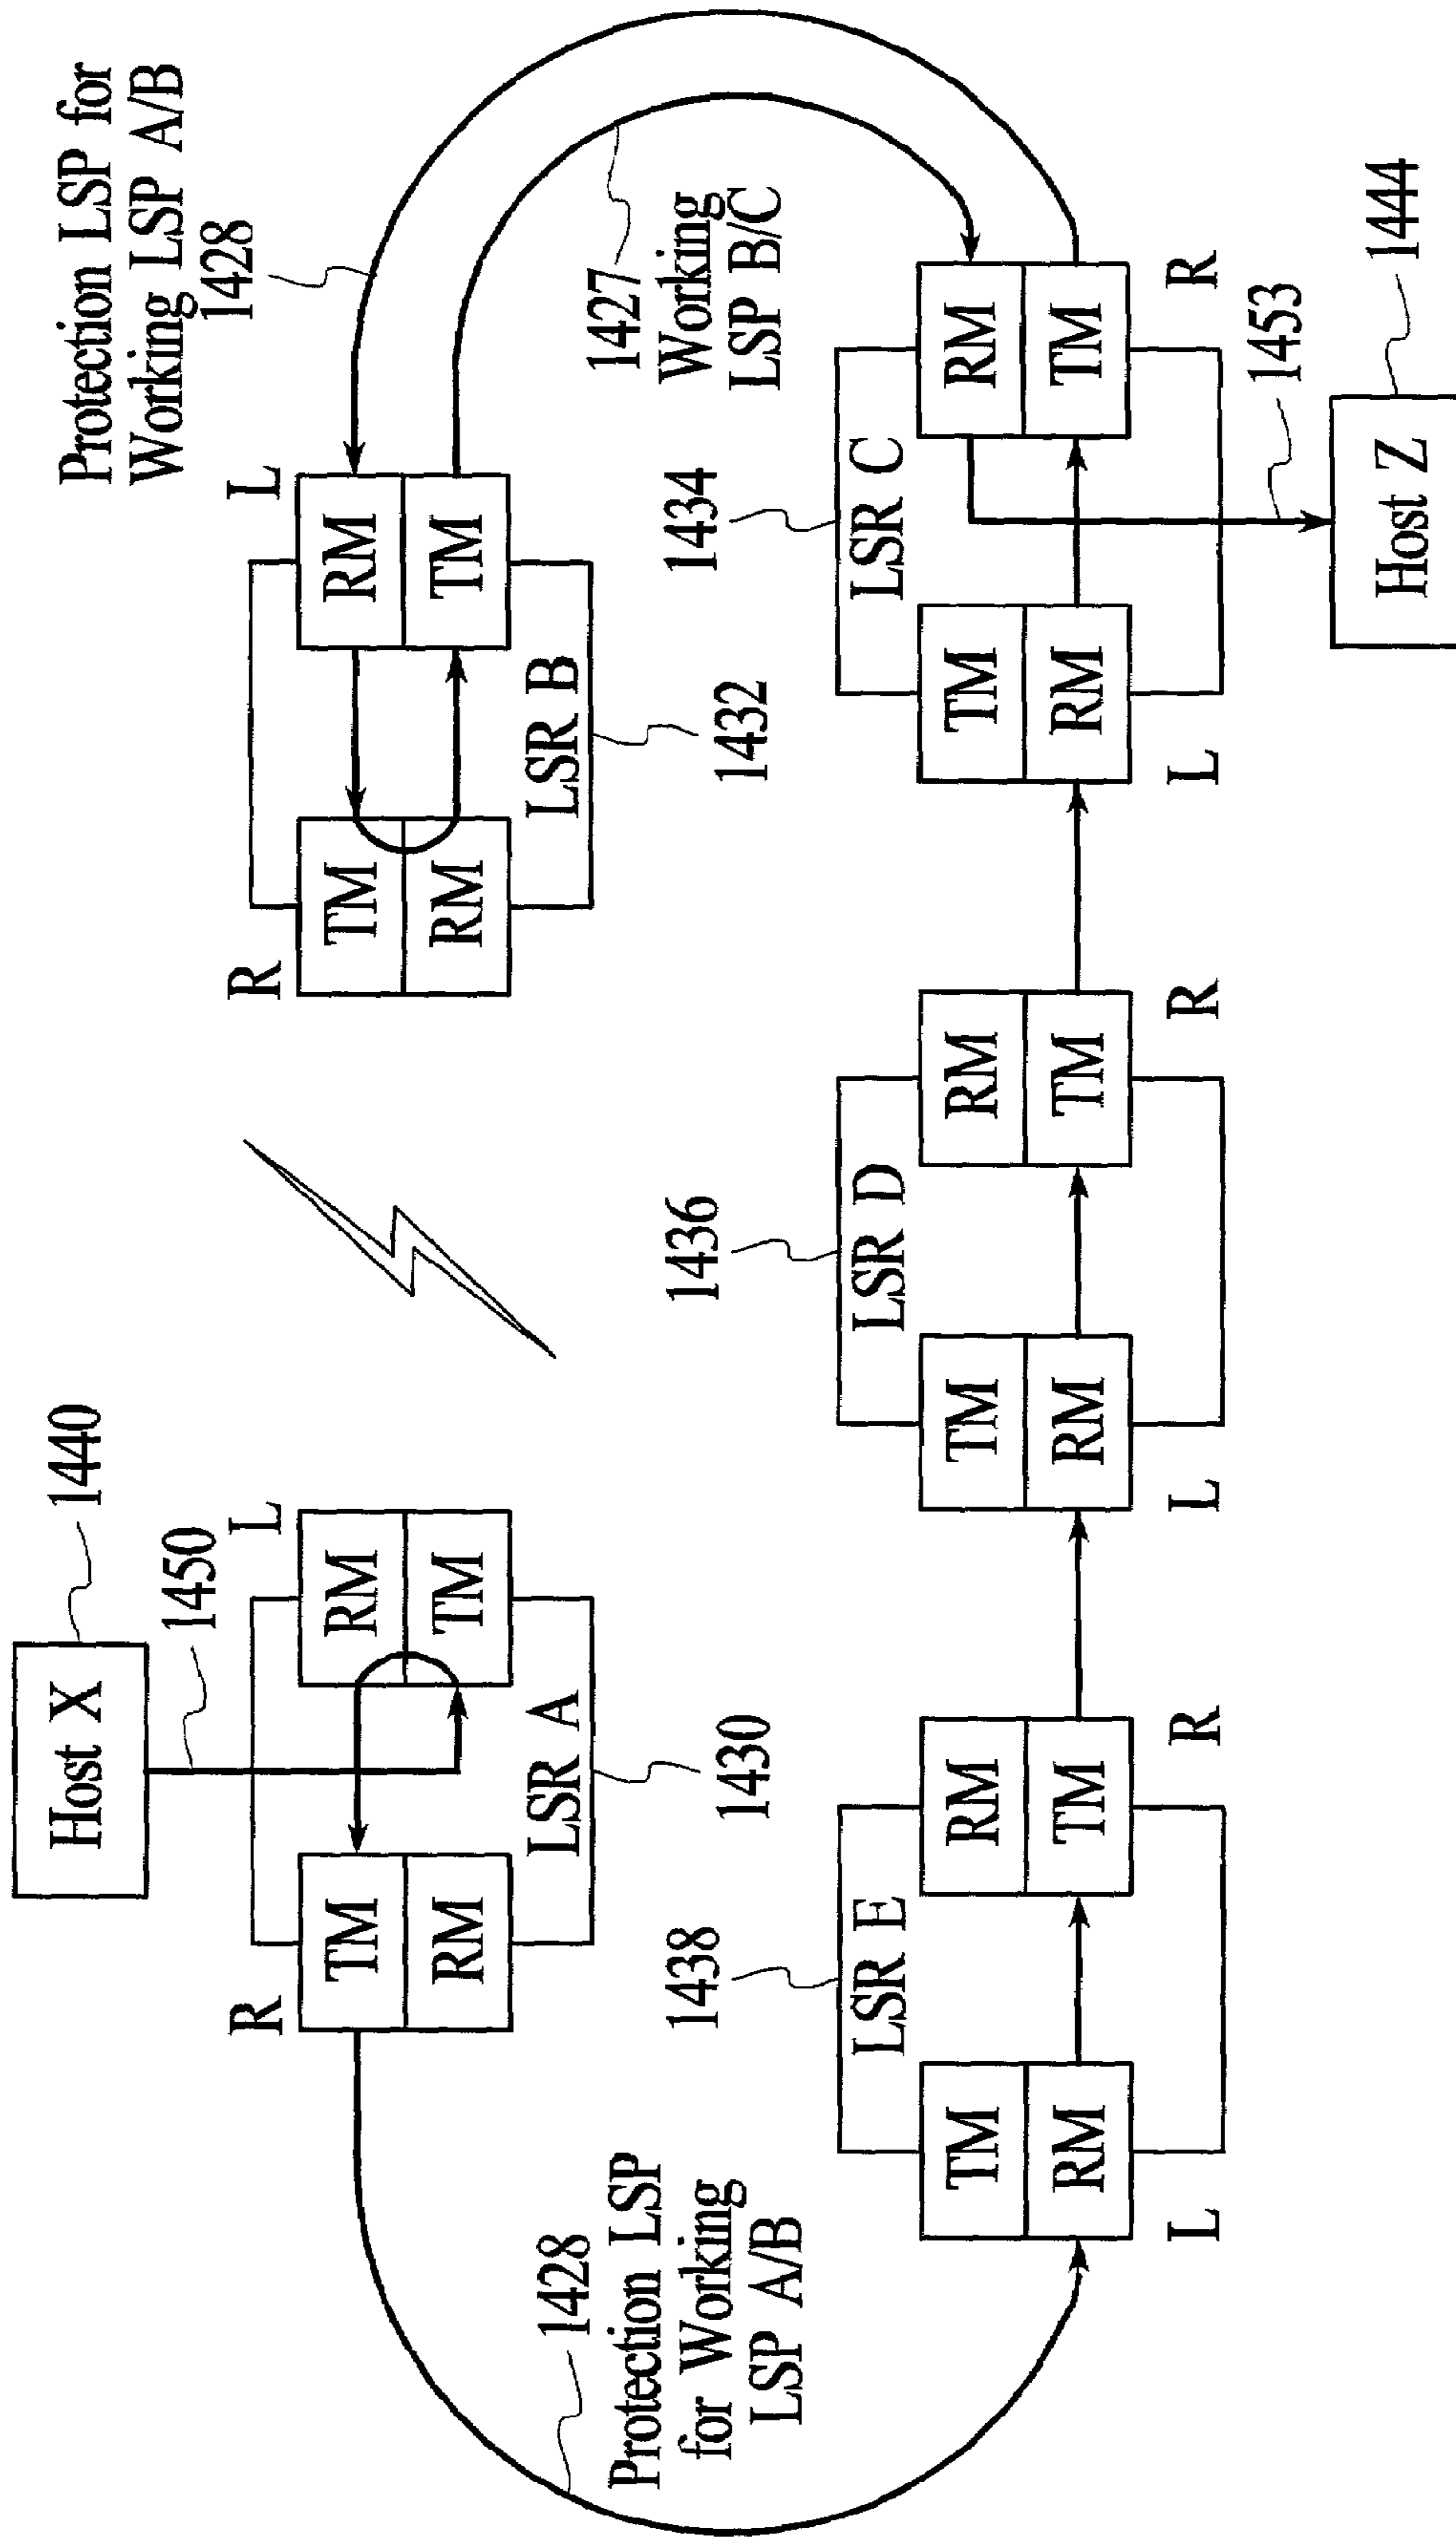 Host X
1440
1450
R
L
TM
RM
RM
TM
LSR A
1430
R
L
TM
RM
RM
TM
LSR B
1432
Protection LSP for
Working LSP A/B
1428
1428
Protection LSP
for Working
LSP A/B
1427
Working
LSP B/C
1438
LSR E
TM
RM
RM
TM
L
R
1436
LSR D
TM
RM
RM
TM
L
R
1434
LSR C
TM
RM
RM
TM
L
R
1453
Host Z
1444